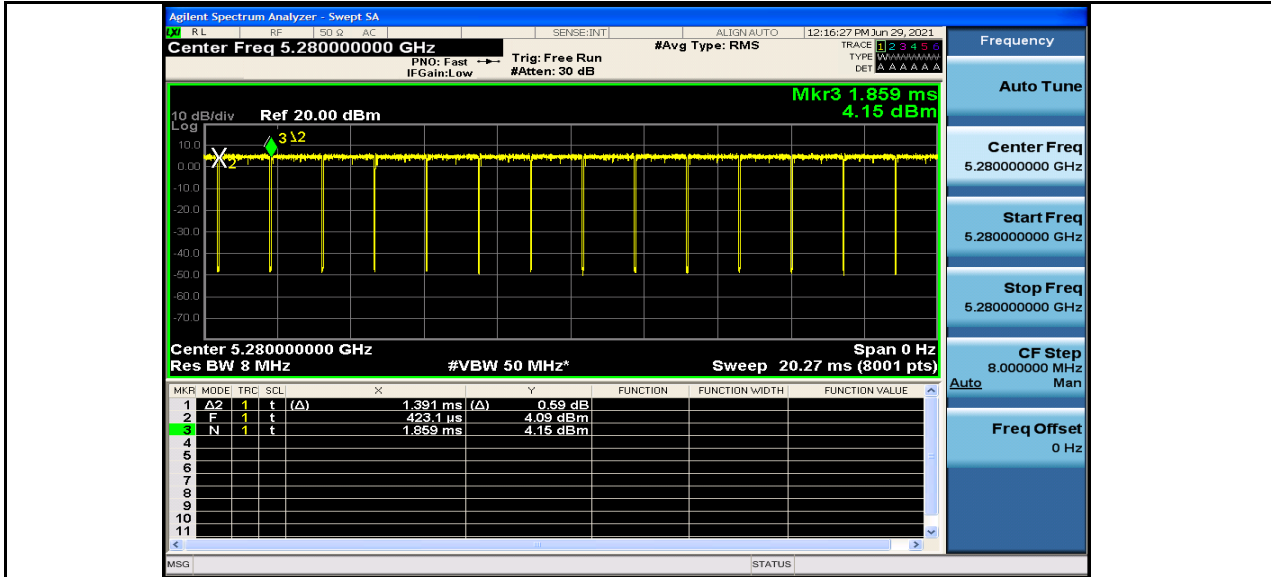 Agilent Spectrum Analyzer - Swept SA
LXI RL RF 50 Ω AC SENSE:INT ALIGN AUTO 12:16:27 PM Jun 29, 2021
Center Freq 5.280000000 GHz #Avg Type: RMS TRACE 1 2 3 4 5 6
PNO: Fast Trig: Free Run TYPE WWWWWW
IFGain:Low #Atten: 30 dB DET A A A A A A
Mkr3 1.859 ms
10 dB/div Ref 20.00 dBm 4.15 dBm
Log
10.0
0.00
-10.0
-20.0
-30.0
-40.0
-50.0
-60.0
-70.0
2
3 1Δ2
Center 5.280000000 GHz Span 0 Hz
Res BW 8 MHz #VBW 50 MHz* Sweep 20.27 ms (8001 pts)
MKR MODE TRC SCL X Y FUNCTION FUNCTION WIDTH FUNCTION VALUE
1 Δ2 1 t (Δ) 1.391 ms (Δ) 0.59 dB
2 F 1 t 423.1 µs 4.09 dBm
3 N 1 t 1.859 ms 4.15 dBm
4
5
6
7
8
9
10
11
MSG STATUS
Frequency
Auto Tune
Center Freq
5.280000000 GHz
Start Freq
5.280000000 GHz
Stop Freq
5.280000000 GHz
CF Step
8.000000 MHz
Auto Man
Freq Offset
0 Hz